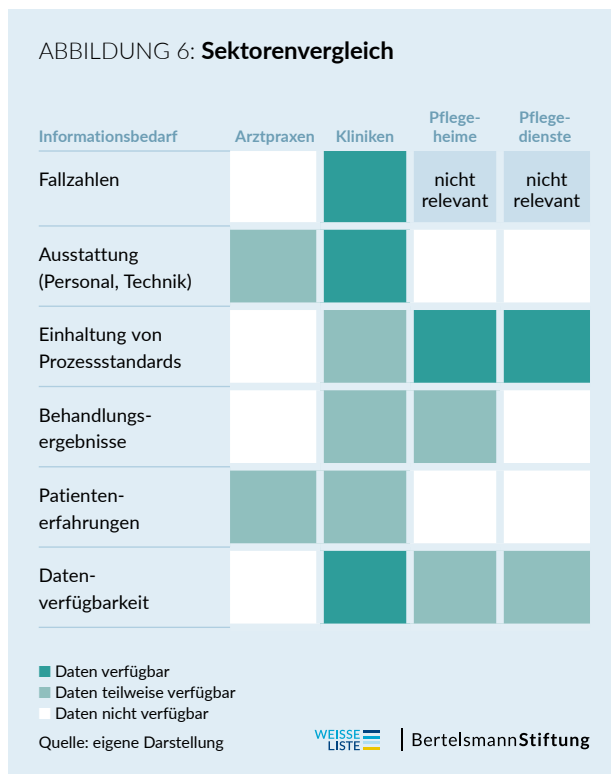 ABBILDUNG 6: Sektorenvergleich
Informationsbedarf Arztpraxen Kliniken Pflege-
heime Pflege-
dienste
Fallzahlen nicht
relevant nicht
relevant
Ausstattung
(Personal, Technik)
Einhaltung von
Prozessstandards
Behandlungs-
ergebnisse
Patienten-
erfahrungen
Daten-
verfügbarkeit
Daten verfügbar
Daten teilweise verfügbar
Daten nicht verfügbar
Quelle: eigene Darstellung
WEISSE
LISTE
BertelsmannStiftung